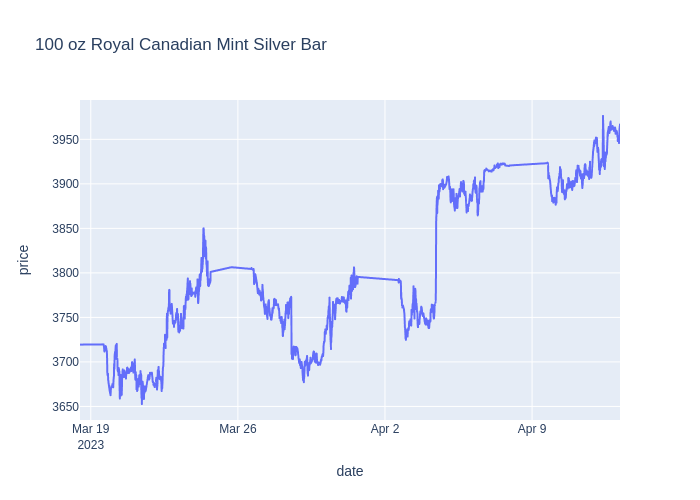 100 oz Royal Canadian Mint Silver Bar
price
3950
3900
3850
3800
3750
3700
3650
Mar 19
2023
Mar 26
Apr 2
Apr 9
date